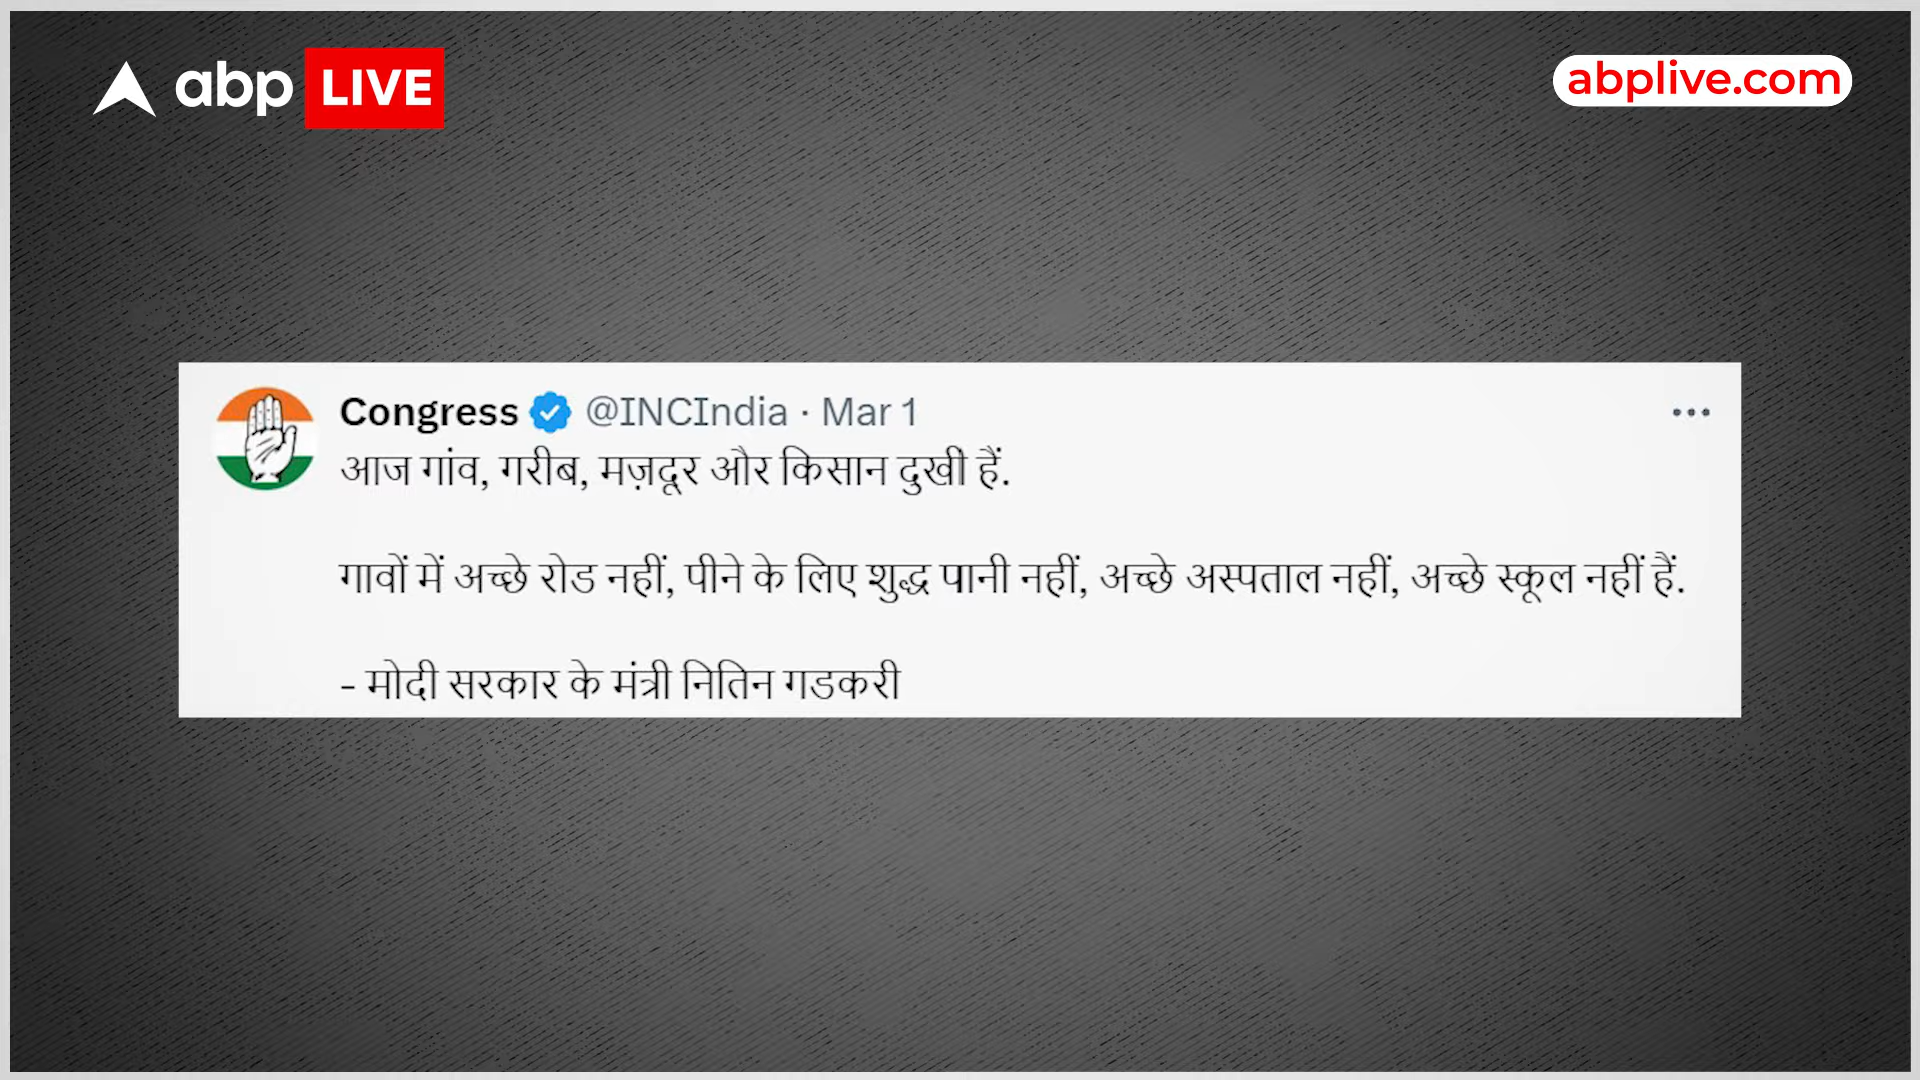 abp LIVE
abplive.com
Congress @INCIndia · Mar 1
आज गांव, गरीब, मज़दूर और किसान दुखी हैं.
गावों में अच्छे रोड नहीं, पीने के लिए शुद्ध पानी नहीं, अच्छे अस्पताल नहीं, अच्छे स्कूल नहीं हैं.
- मोदी सरकार के मंत्री नितिन गडकरी